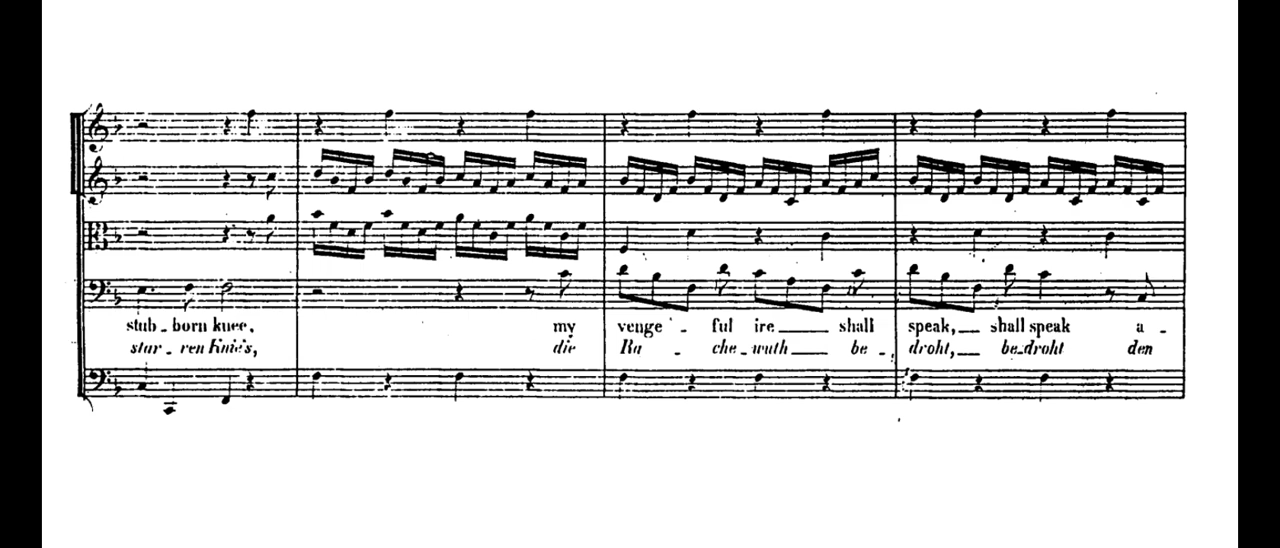 stub - born knee, my venge - ful ire shall speak, shall speak a -
star - ren Knie's, die Ra - che - wuth be - droht, be - droht den